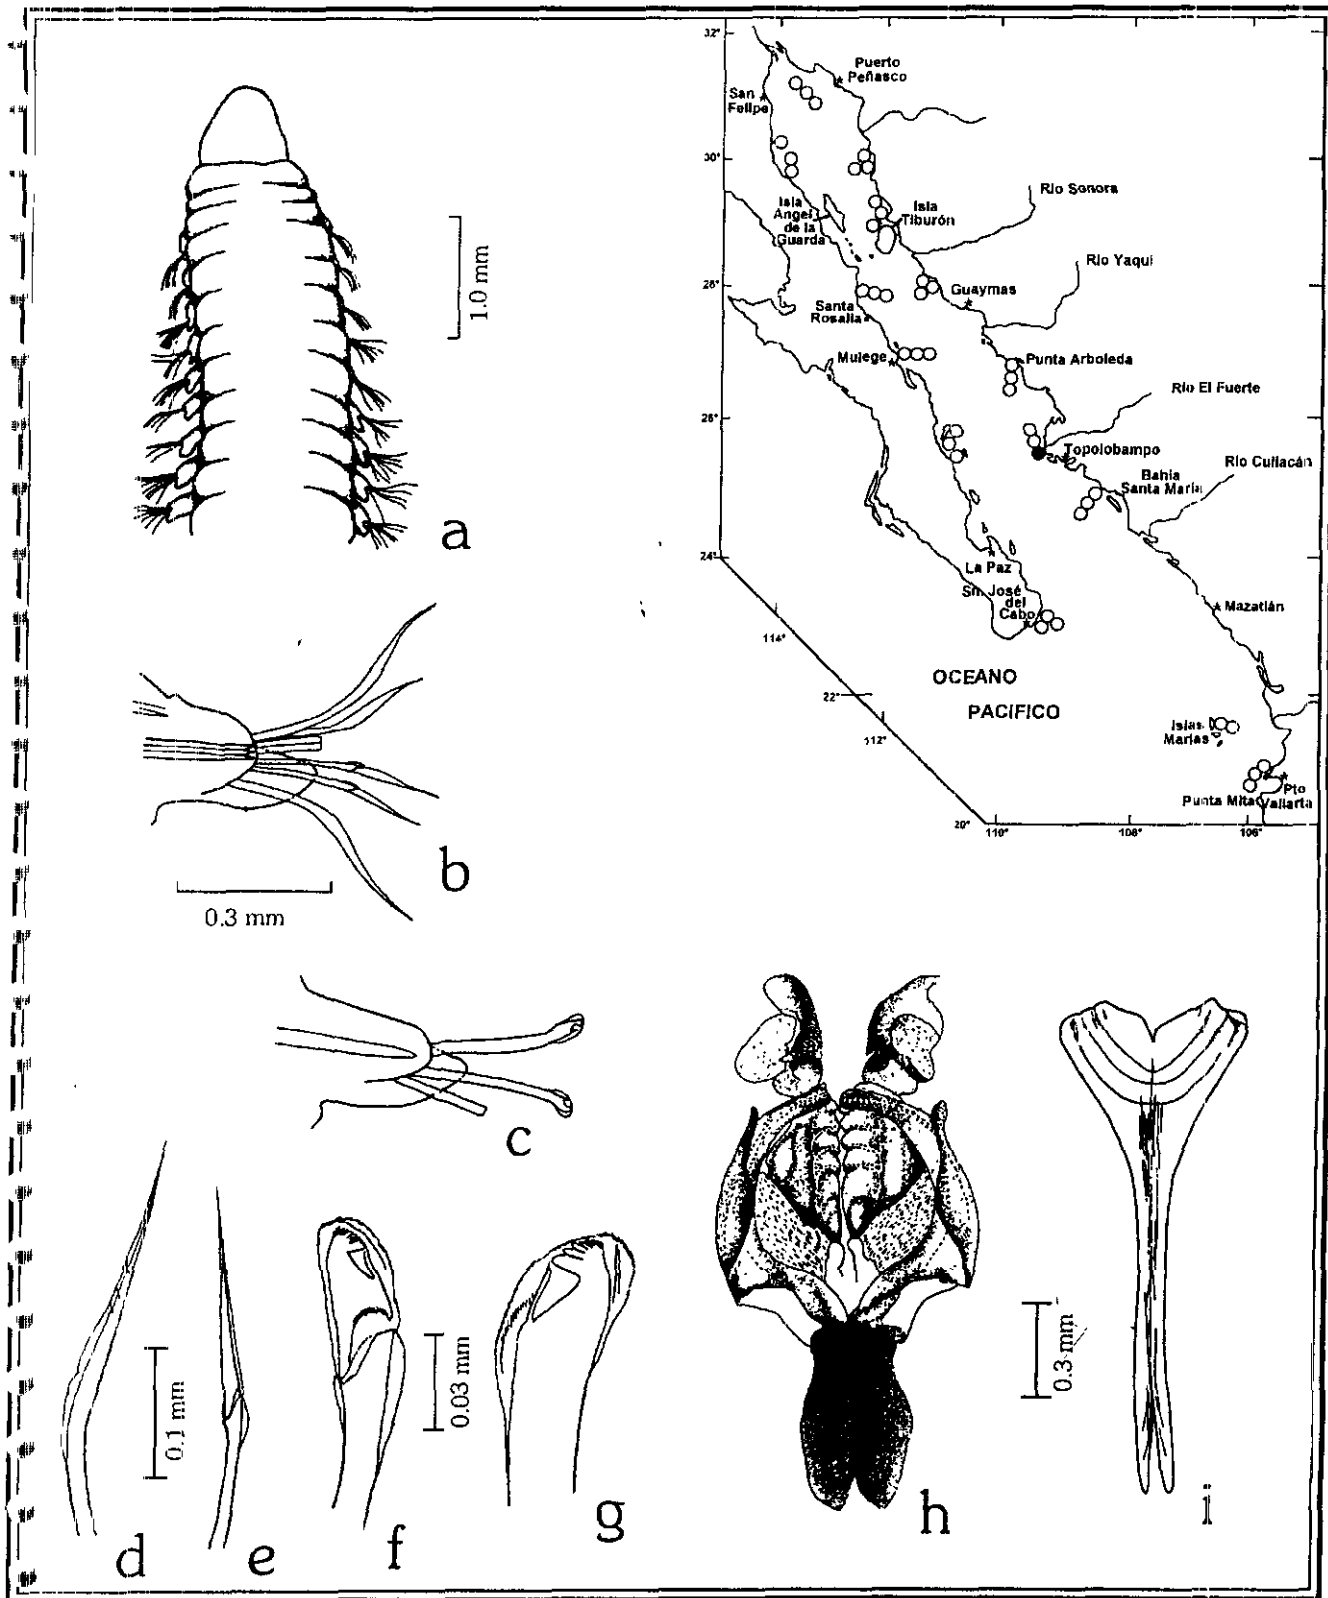 32°
Puerto
Peñasco
San
Felipe
30°
Rio Sonora
Isla
Angel
de la
Guarda
Isla
Tiburón
Rio Yaqui
28°
Guaymas
Santa
Rosalia
Mulege
Punta Arboleda
Río El Fuerte
26°
Topolobampo
Rio Culiacán
Bahia
Santa María
24°
La Paz
Sn. José
del
Cabo
Mazatlán
114°
OCEANO
PACIFICO
22°
112°
Islas
Marías
Punta Mita
Pto
Vallarta
20°
110°
108°
106°
1.0 mm
a
b
0.3 mm
c
0.1 mm
0.03 mm
0.3 mm
d
e
f
g
h
i